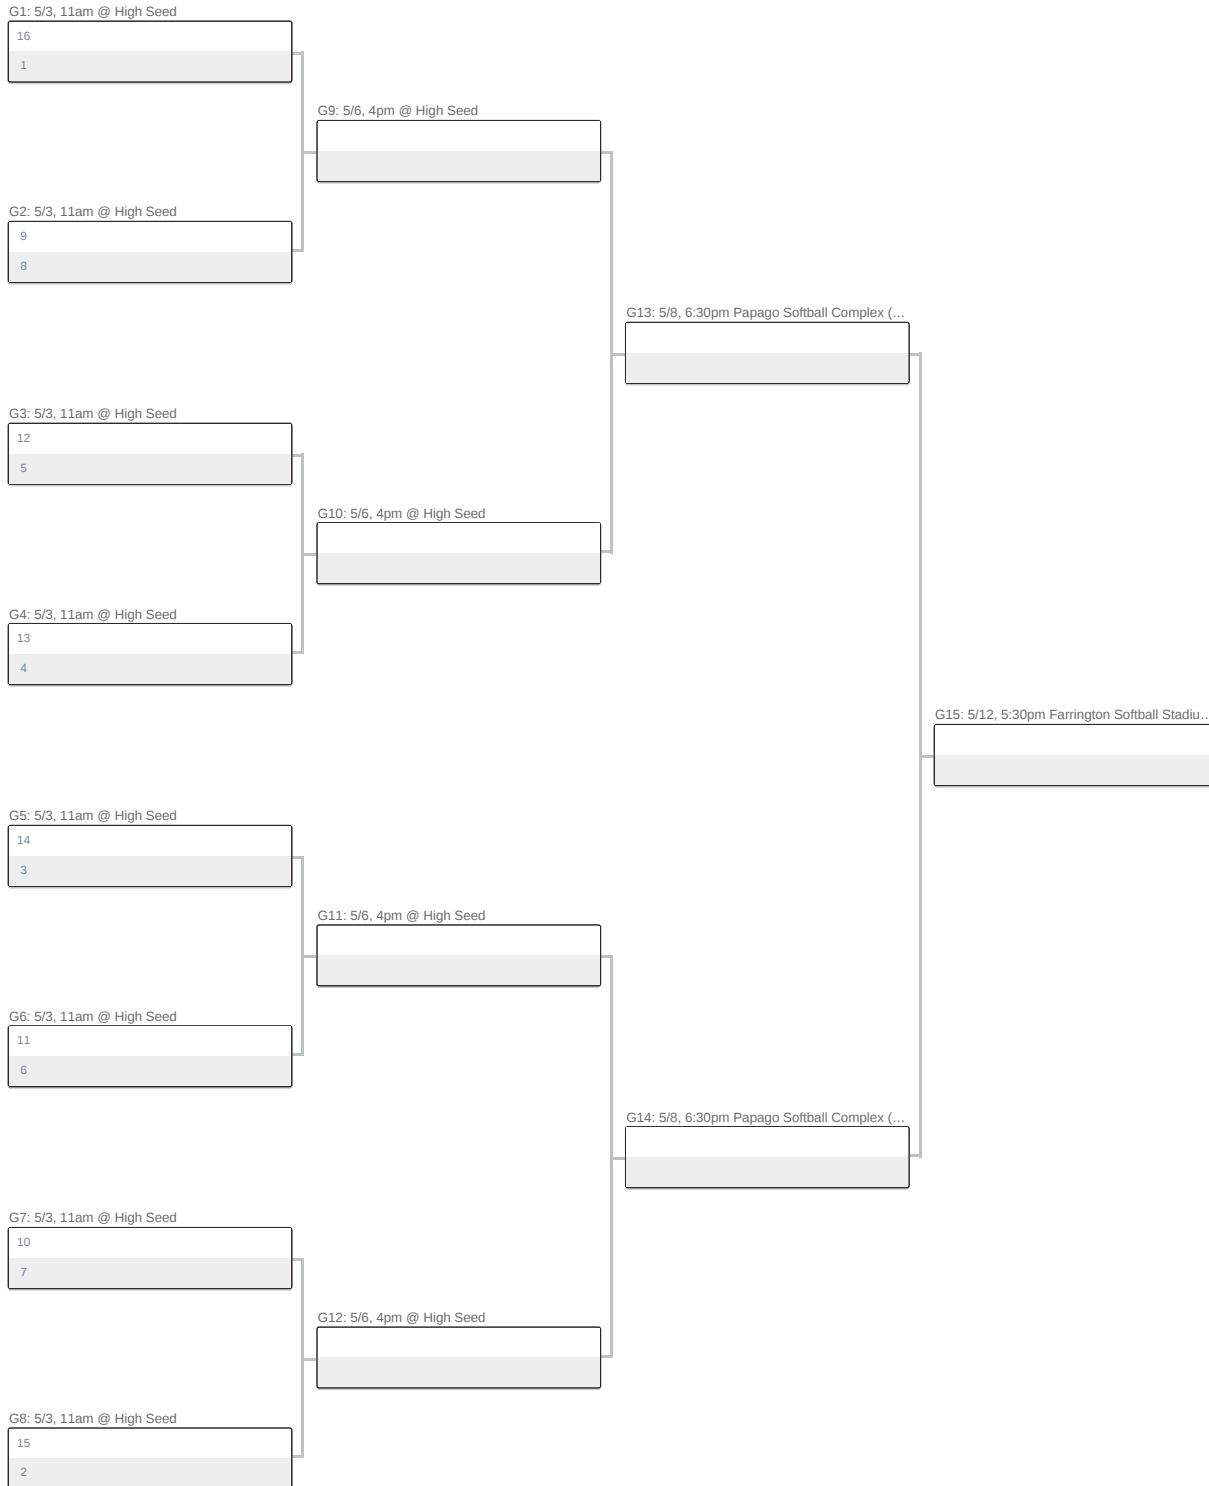 G1: 5/3, 11am @ High Seed
16
1
G9: 5/6, 4pm @ High Seed
G2: 5/3, 11am @ High Seed
9
8
G13: 5/8, 6:30pm Papago Softball Complex (…
G3: 5/3, 11am @ High Seed
12
5
G10: 5/6, 4pm @ High Seed
G4: 5/3, 11am @ High Seed
13
4
G15: 5/12, 5:30pm Farrington Softball Stadiu…
G5: 5/3, 11am @ High Seed
14
3
G11: 5/6, 4pm @ High Seed
G6: 5/3, 11am @ High Seed
11
6
G14: 5/8, 6:30pm Papago Softball Complex (…
G7: 5/3, 11am @ High Seed
10
7
G12: 5/6, 4pm @ High Seed
G8: 5/3, 11am @ High Seed
15
2